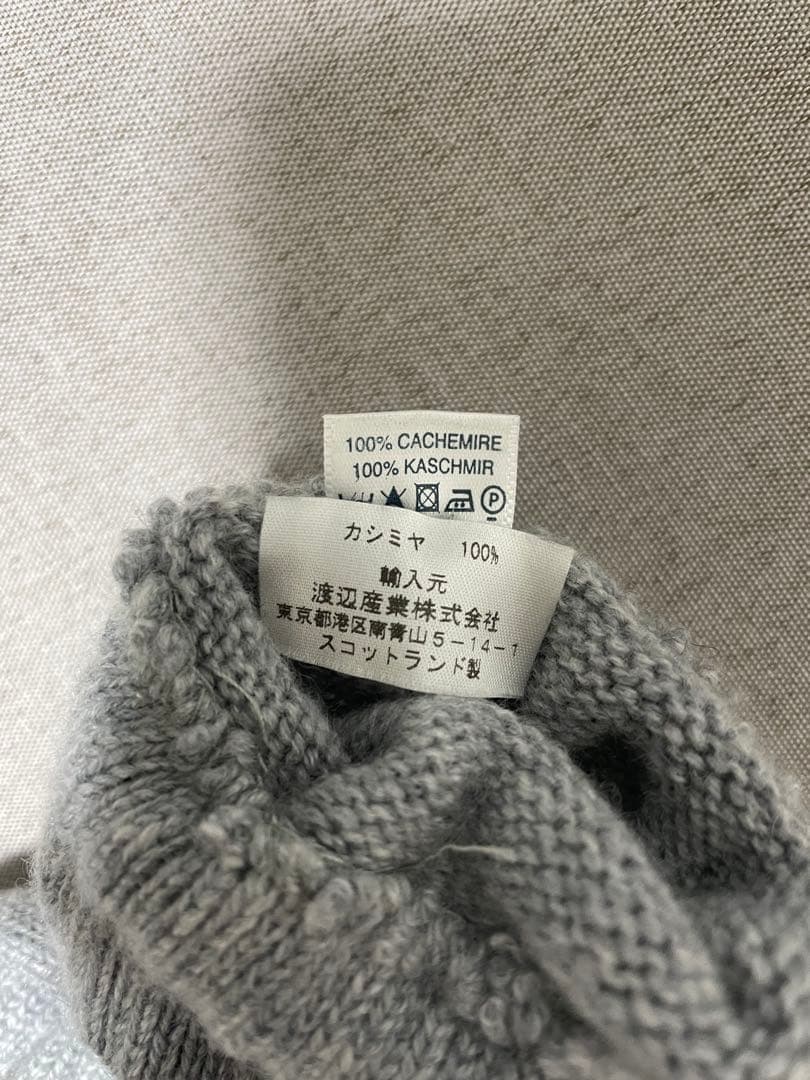 100% CACHEMIRE
100% KASCHMIR
P
カシミヤ 100%
輸入元
渡辺産業株式会社
東京都港区南青山5-14-1
スコットランド製